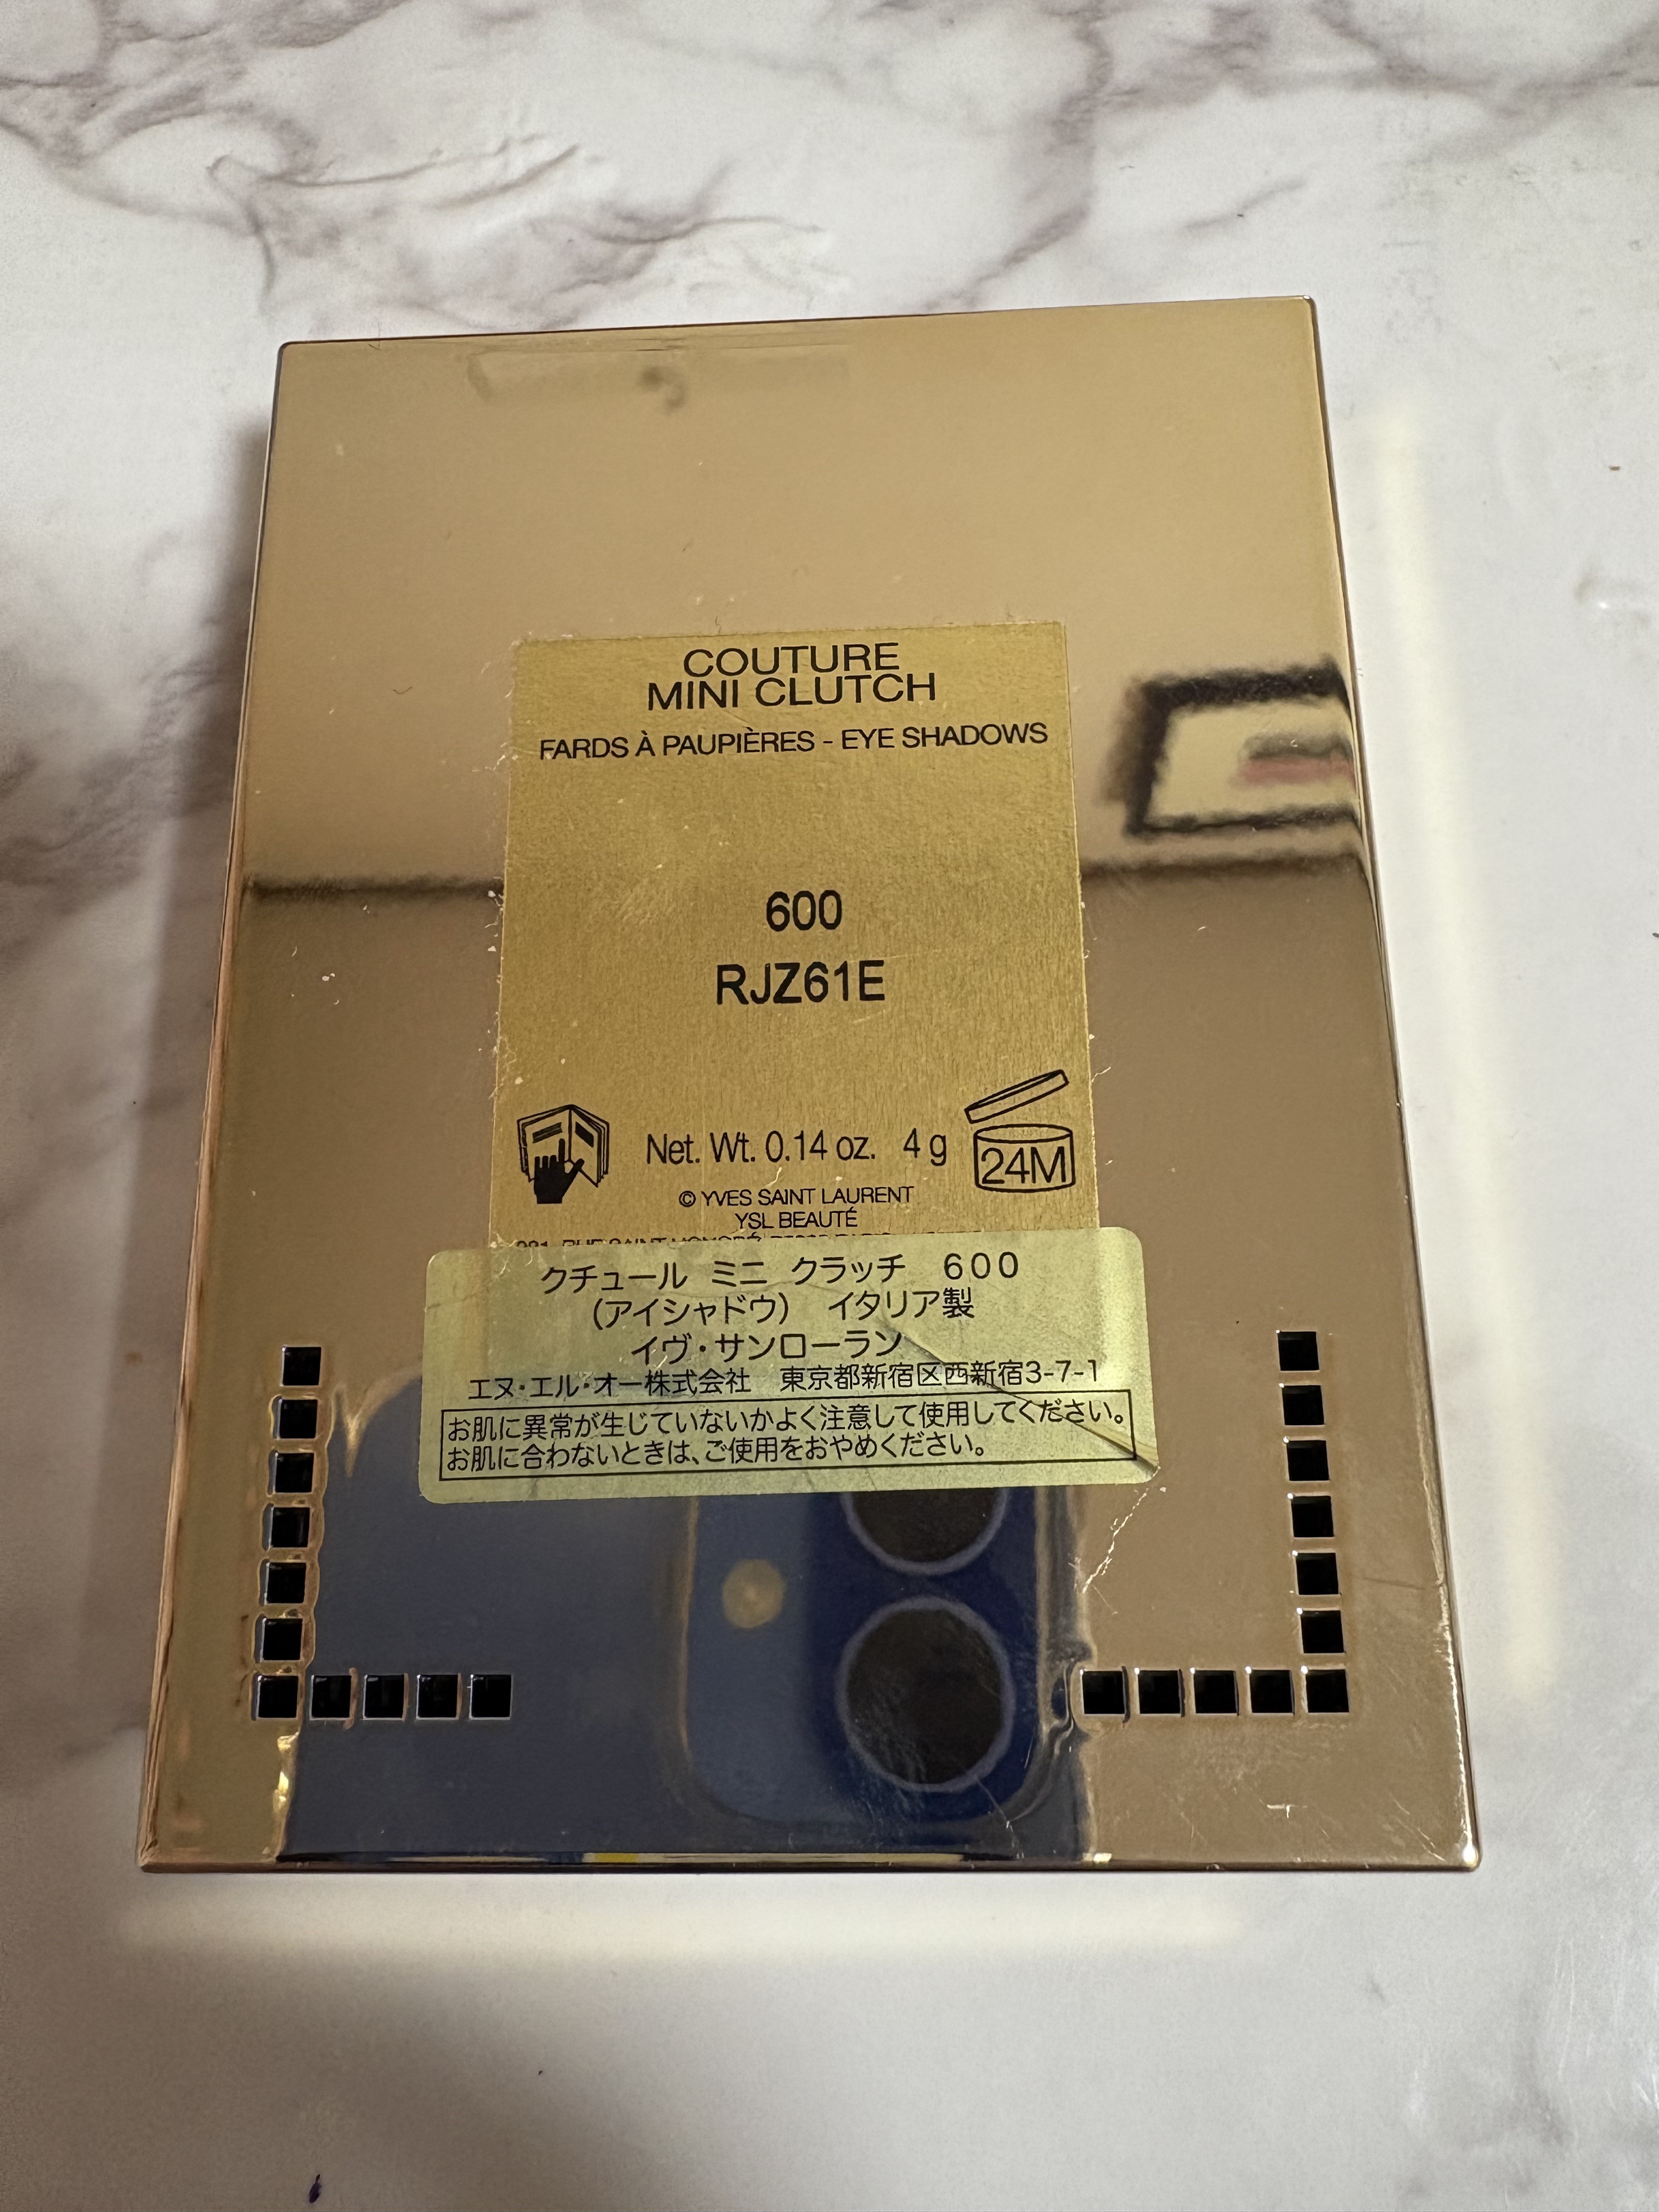 COUTURE
MINI CLUTCH
FARDS À PAUPIÈRES - EYE SHADOWS
600
RJZ61E
Net. Wt. 0.14 oz. 4 g
24M
© YVES SAINT LAURENT
YSL BEAUTÉ
クチュール ミニ クラッチ 600
(アイシャドウ) イタリア製
イヴ・サンローラン
エヌ・エル・オー株式会社 東京都新宿区西新宿3-7-1
お肌に異常が生じていないかよく注意して使用してください。
お肌に合わないときは、ご使用をおやめください。